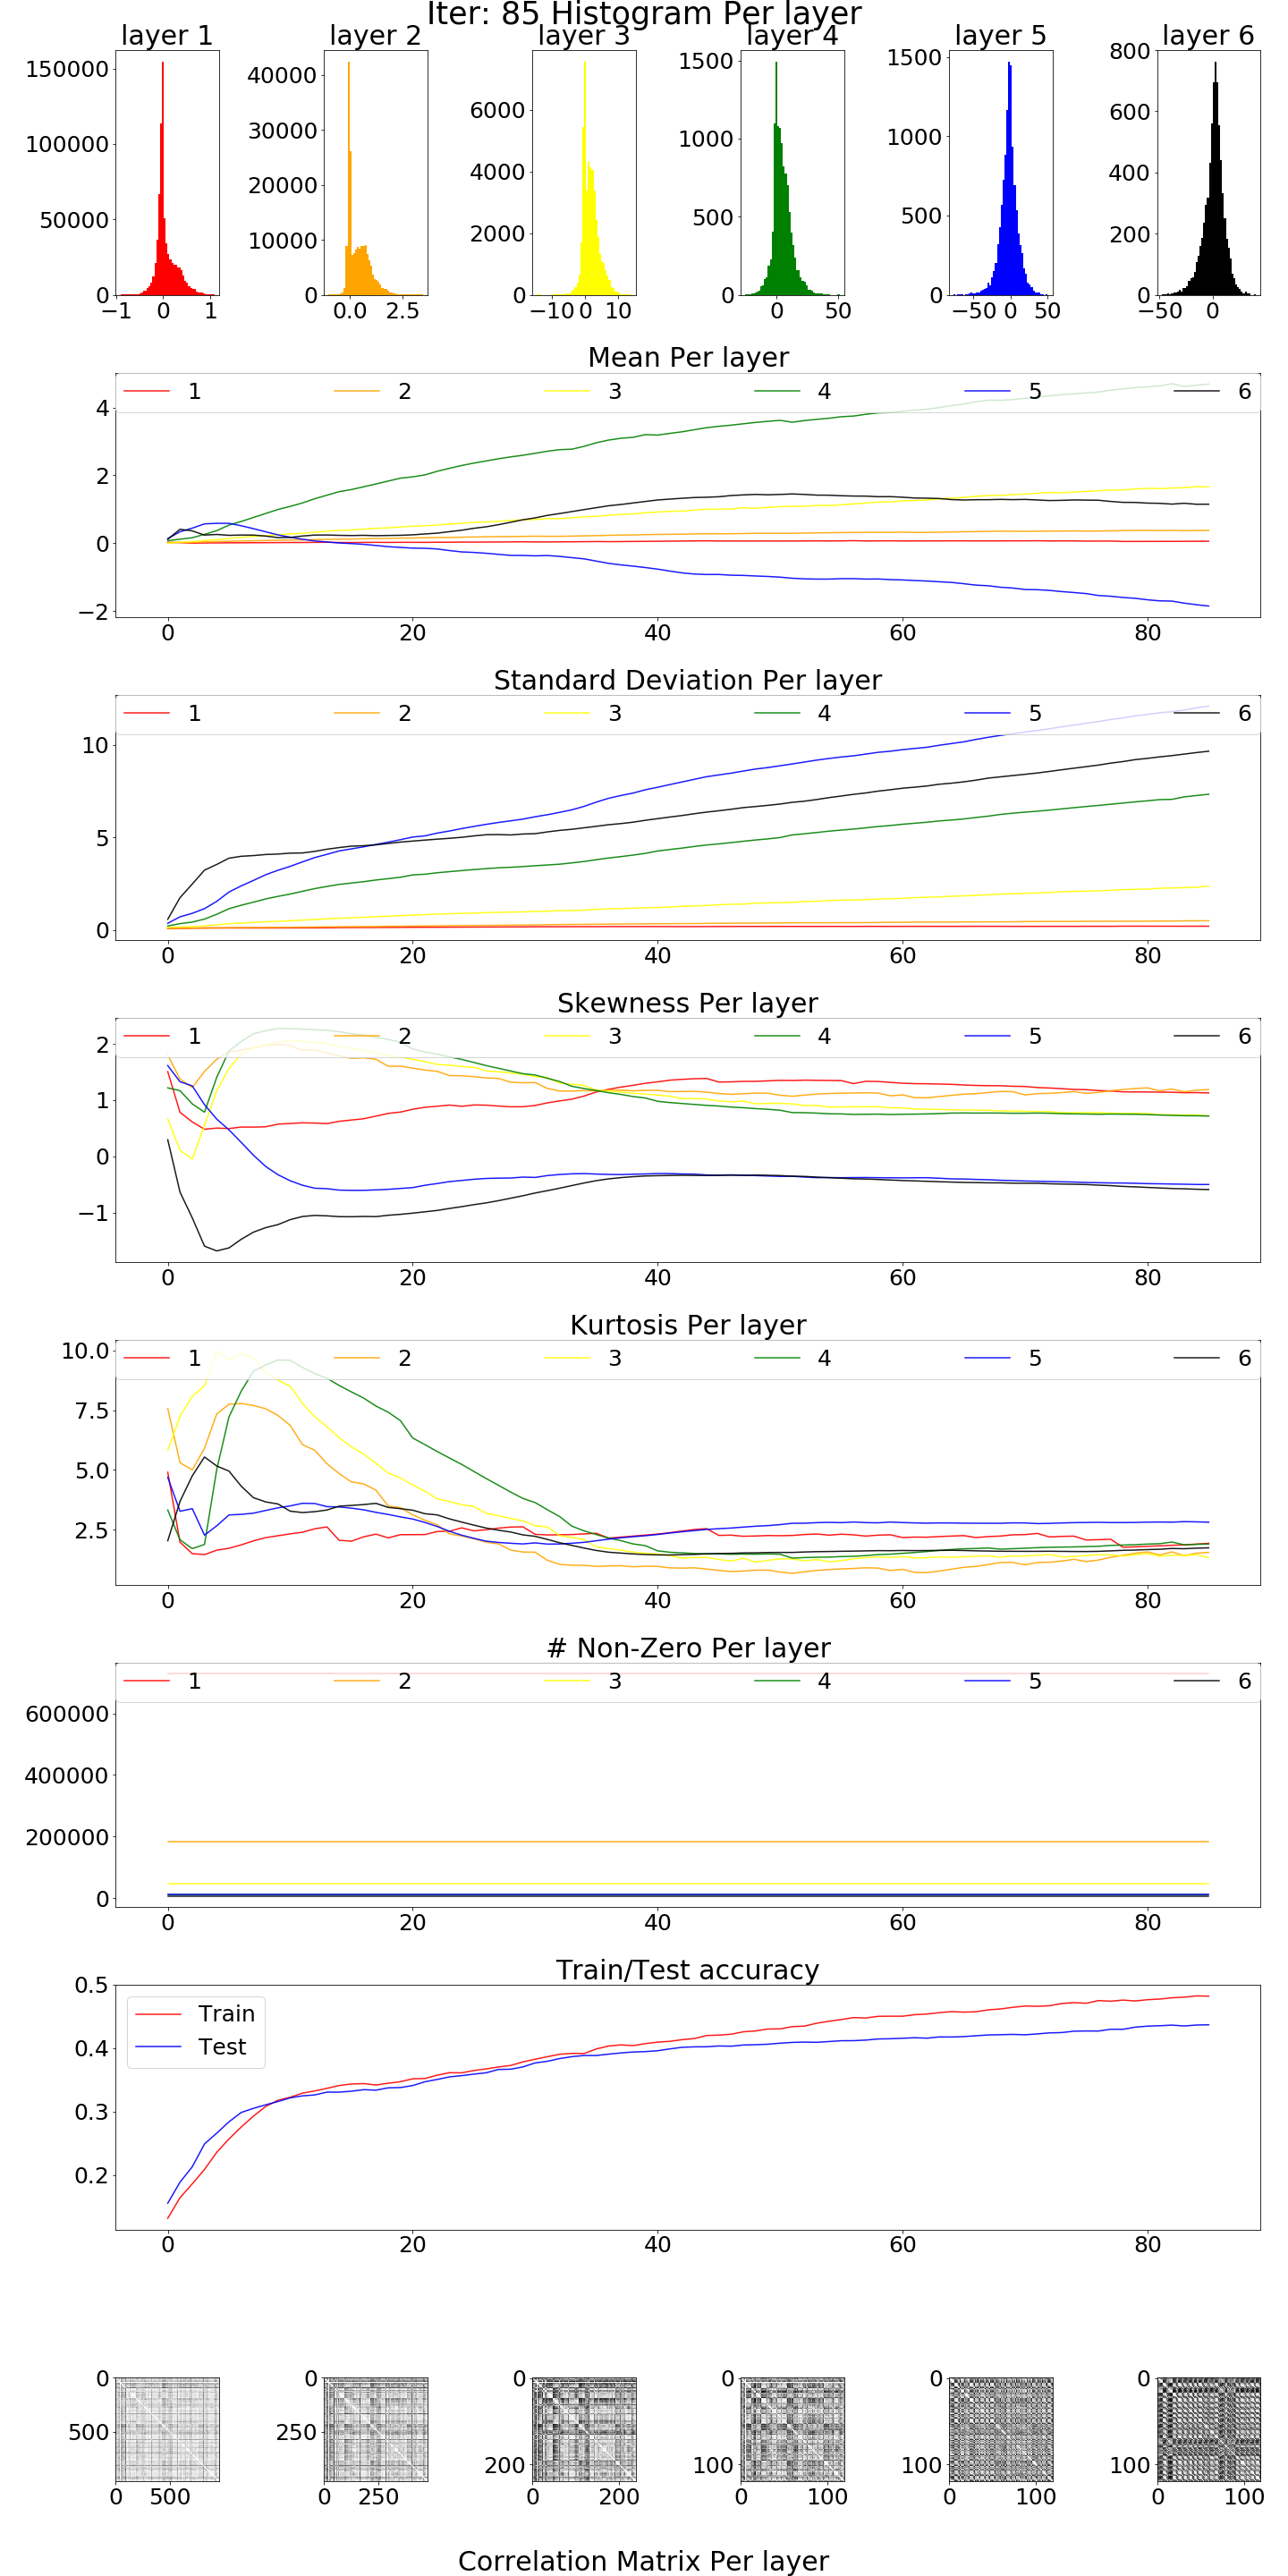 Iter: 85 Histogram Per layer
layer 1 layer 2 layer 3 layer 4 layer 5 layer 6
150000
100000
50000
0
−1 0 1
40000
30000
20000
10000
0
0.0 2.5
6000
4000
2000
0
−10 0 10
1500
1000
500
0
0 50
1500
1000
500
0
−50 0 50
800
600
400
200
0
−50 0
Mean Per layer
1 2 3 4 5 6
4
2
0
−2
0 20 40 60 80
Standard Deviation Per layer
1 2 3 4 5 6
10
5
0
0 20 40 60 80
Skewness Per layer
1 2 3 4 5 6
2
1
0
−1
0 20 40 60 80
Kurtosis Per layer
1 2 3 4 5 6
10.0
7.5
5.0
2.5
0 20 40 60 80
# Non-Zero Per layer
1 2 3 4 5 6
600000
400000
200000
0
0 20 40 60 80
Train/Test accuracy
Train
Test
0.5
0.4
0.3
0.2
0 20 40 60 80
0
500
0 500
0
250
0 250
0
200
0 200
0
100
0 100
0
100
0 100
0
100
0 100
Correlation Matrix Per layer